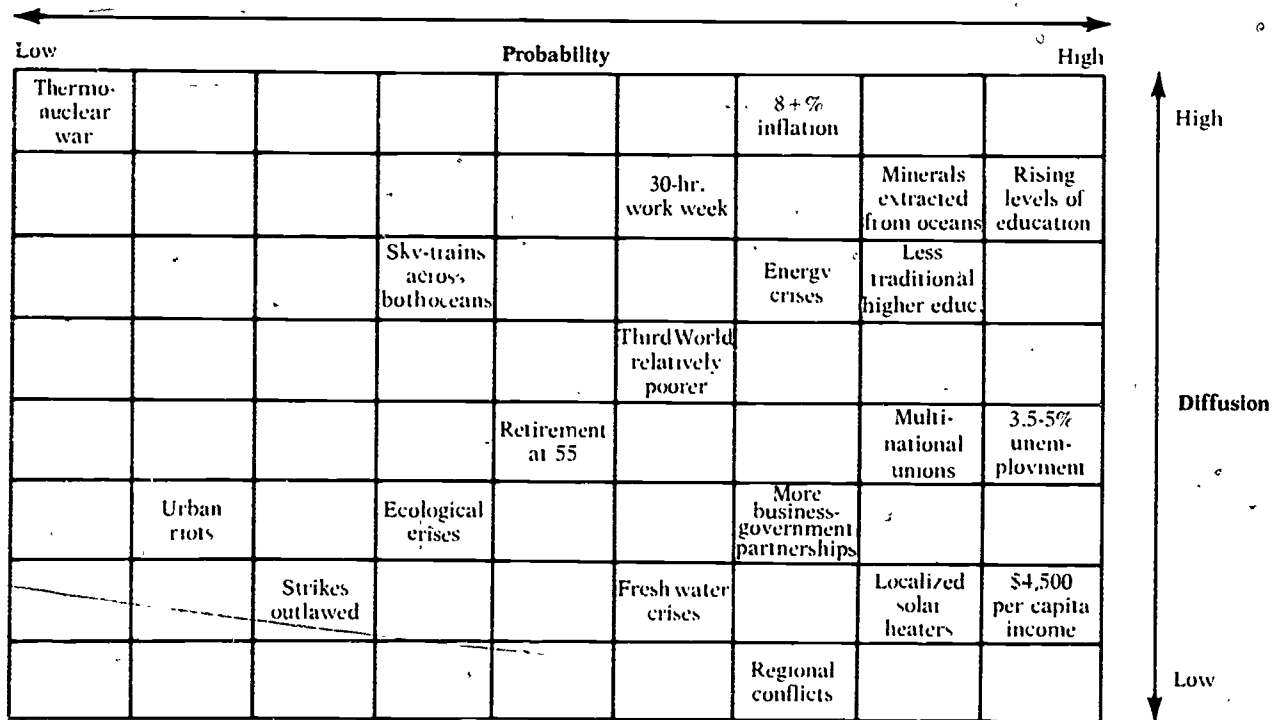 Low Probability High
Thermo-
nuclear
war
8+%
inflation
High
30-hr.
work week
Minerals
extracted
from oceans
Rising
levels of
education
Sky-trains
across
bothoceans
Energy
crises
Less
traditional
higher educ.
Third World
relatively
poorer
Diffusion
Retirement
at 55
Multi-
national
unions
3.5-5%
unem-
ployment
Urban
riots
Ecological
crises
More
business-
government
partnerships
Strikes
outlawed
Fresh water
crises
Localized
solar
heaters
$4,500
per capita
income
Regional
conflicts
Low